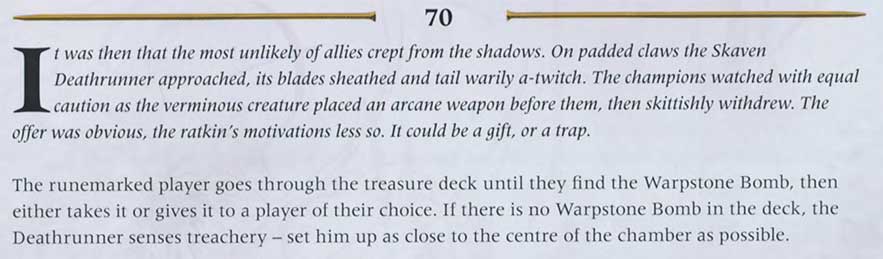 70
It was then that the most unlikely of allies crept from the shadows. On padded claws the Skaven
Deathrunner approached, its blades sheathed and tail warily a-twitch. The champions watched with equal
caution as the verminous creature placed an arcane weapon before them, then skittishly withdrew. The
offer was obvious, the ratkin's motivations less so. It could be a gift, or a trap.
The runemarked player goes through the treasure deck until they find the Warpstone Bomb, then
either takes it or gives it to a player of their choice. If there is no Warpstone Bomb in the deck, the
Deathrunner senses treachery – set him up as close to the centre of the chamber as possible.